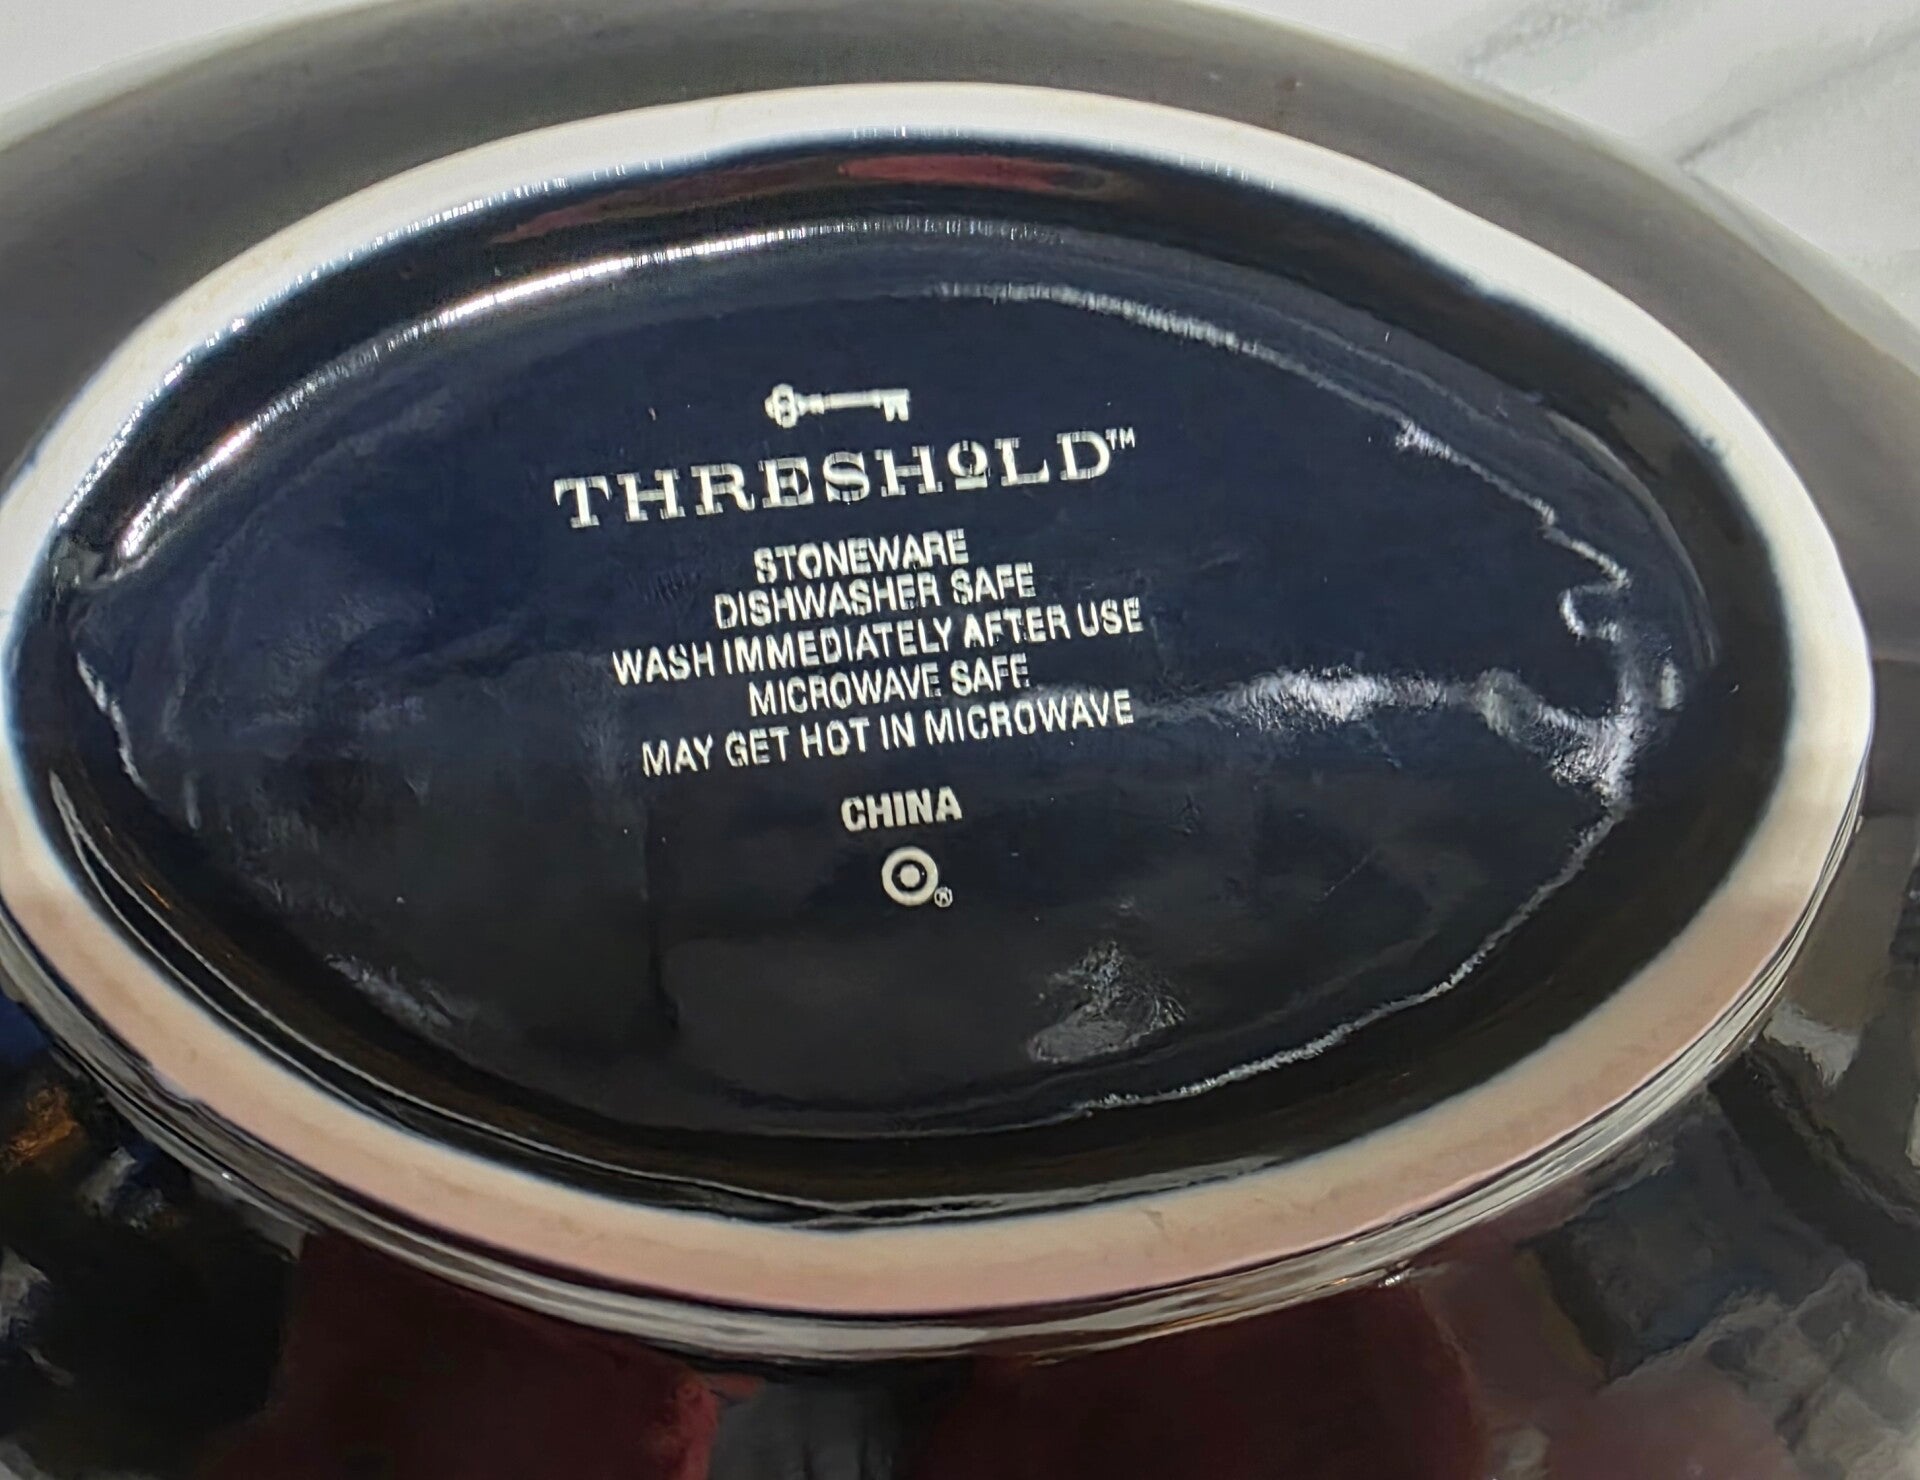 THRESHOLD™
STONEWARE
DISHWASHER SAFE
WASH IMMEDIATELY AFTER USE
MICROWAVE SAFE
MAY GET HOT IN MICROWAVE
CHINA
®